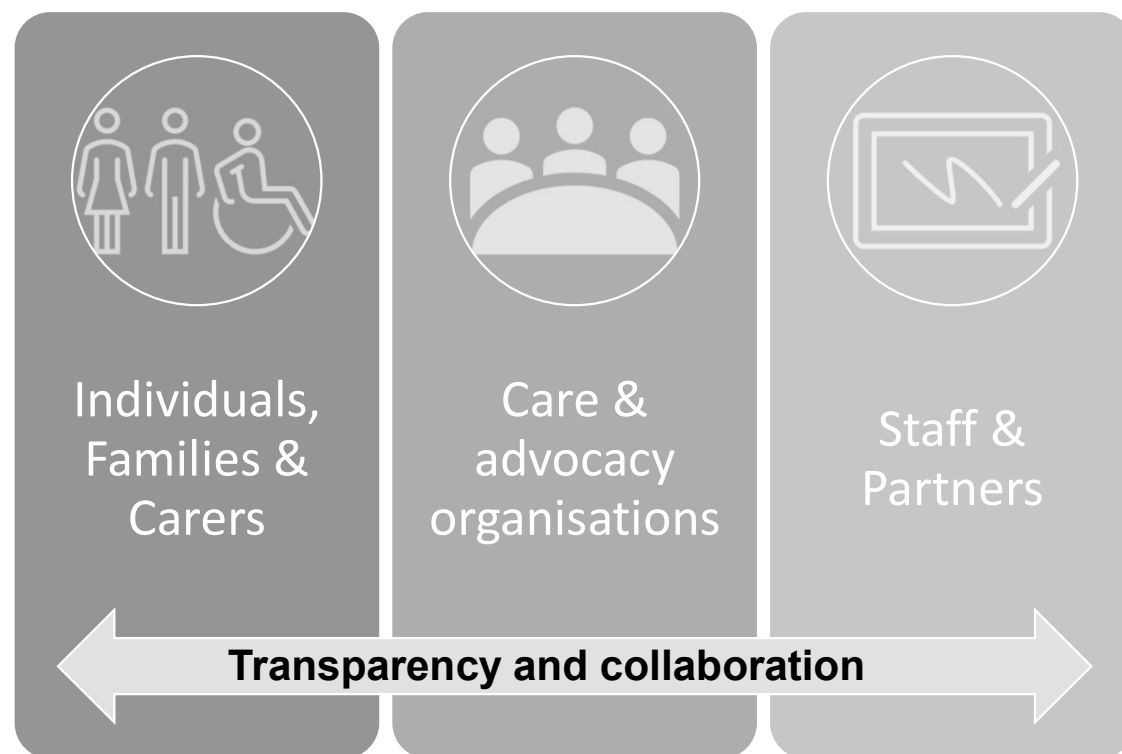 Individuals,
Families &
Carers
Care &
advocacy
organisations
Staff &
Partners
Transparency and collaboration